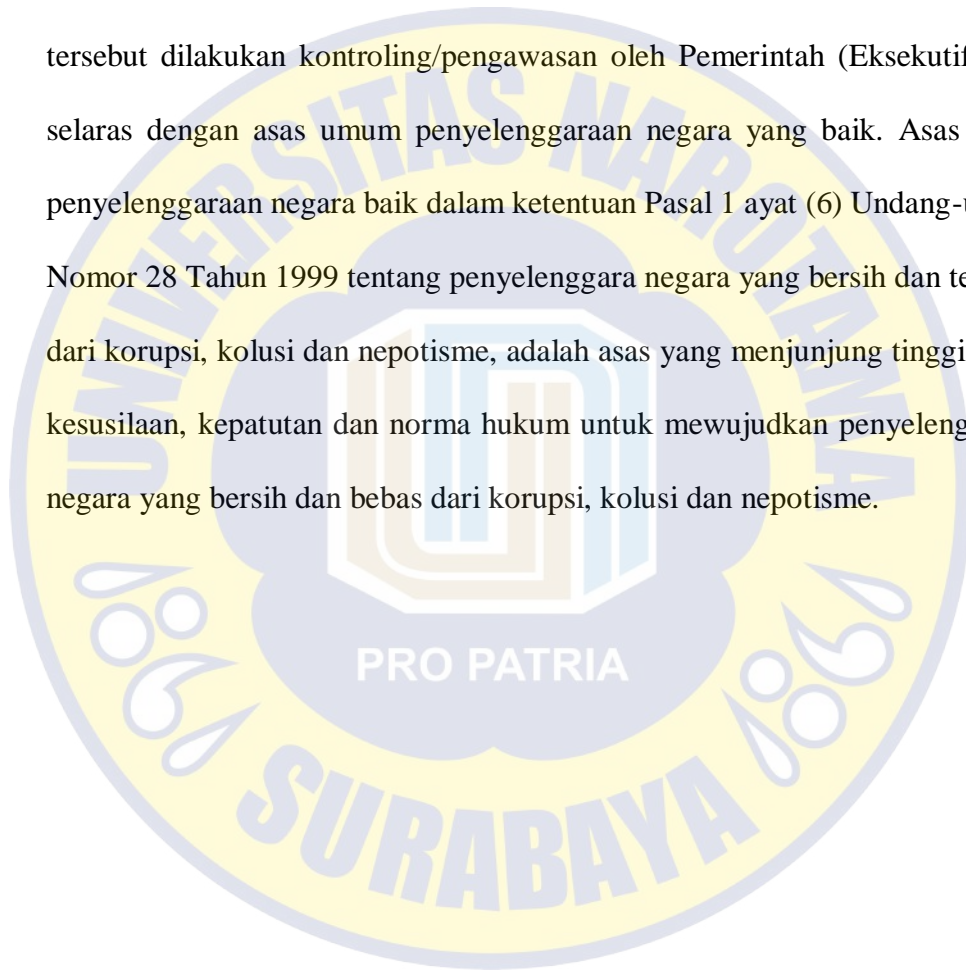 tersebut dilakukan kontroling/pengawasan oleh Pemerintah (Eksekutif
selaras dengan asas umum penyelenggaraan negara yang baik. Asas
penyelenggaraan negara baik dalam ketentuan Pasal 1 ayat (6) Undang-u
Nomor 28 Tahun 1999 tentang penyelenggara negara yang bersih dan te
dari korupsi, kolusi dan nepotisme, adalah asas yang menjunjung tinggi
kesusilaan, kepatutan dan norma hukum untuk mewujudkan penyeleng
negara yang bersih dan bebas dari korupsi, kolusi dan nepotisme.
UNIVERSITAS NAROTAMA
PRO PATRIA
SURABAYA